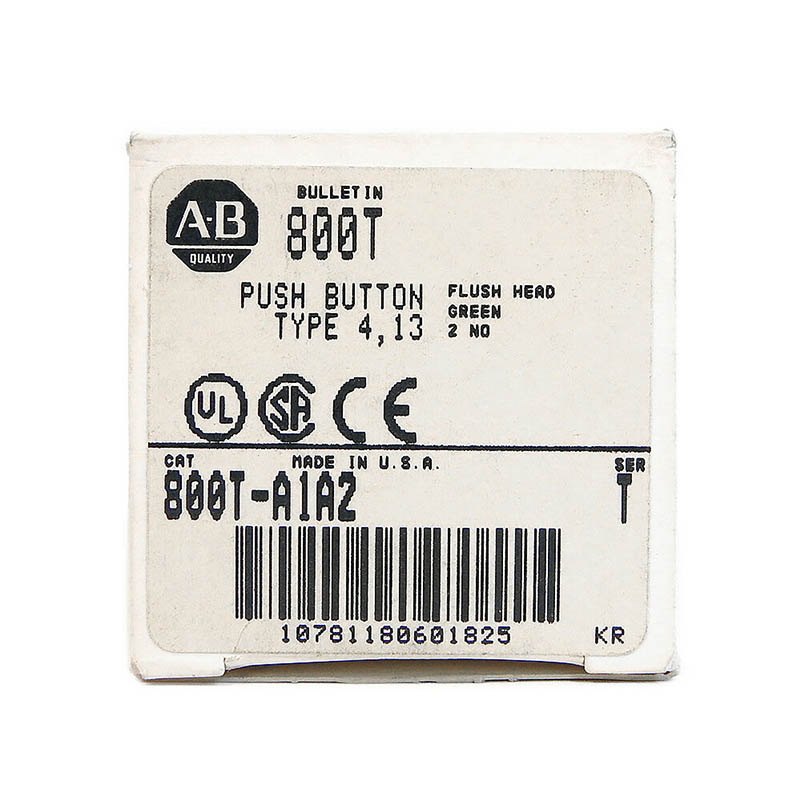 A·B
QUALITY
BULLETIN
800T
PUSH BUTTON
TYPE 4,13
FLUSH HEAD
GREEN
2 NO
UL
SA
CE
CAT
MADE IN U.S.A.
SER
800T-A1A2
T
10781180601825
KR